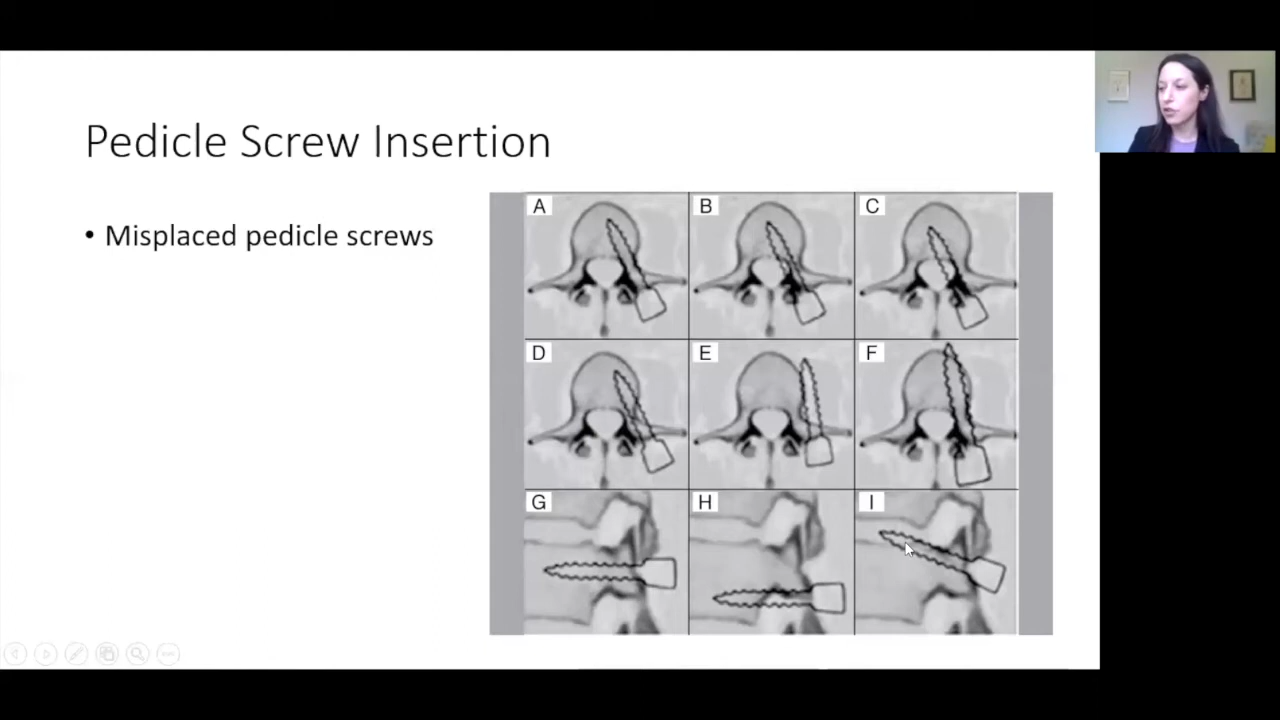 Pedicle Screw Insertion
• Misplaced pedicle screws
A B C
D E F
G H I